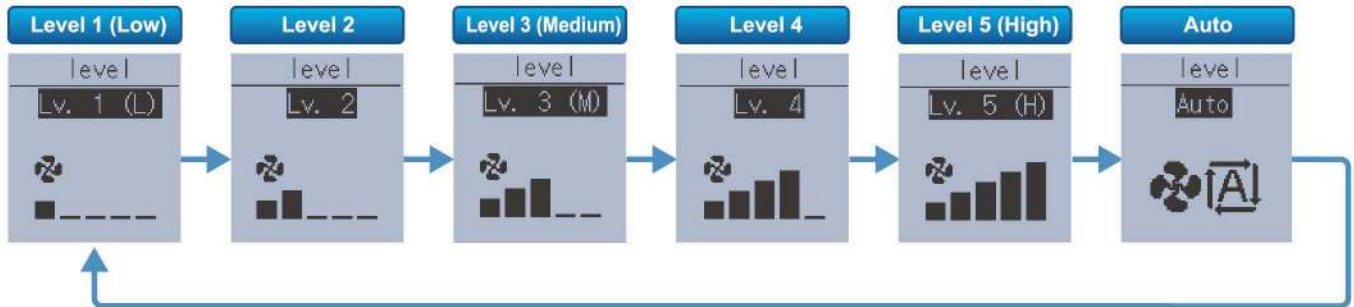 Level 1 (Low)
Level 2
Level 3 (Medium)
Level 4
Level 5 (High)
Auto
level
level
level
level
level
level
Lv. 1 (L)
Lv. 2
Lv. 3 (M)
Lv. 4
Lv. 5 (H)
Auto
A